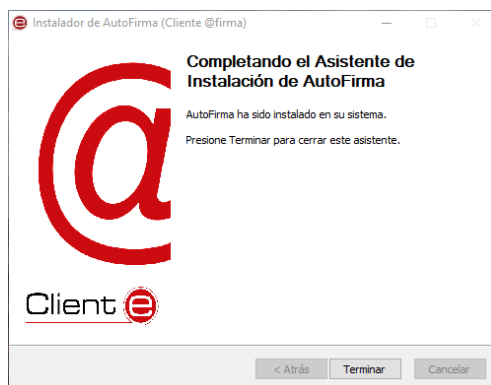 Instalador de AutoFirma (Cliente @firma)
Completando el Asistente de
Instalación de AutoFirma
AutoFirma ha sido instalado en su sistema.
Presione Terminar para cerrar este asistente.
@
Client e
< Atrás
Terminar
Cancelar